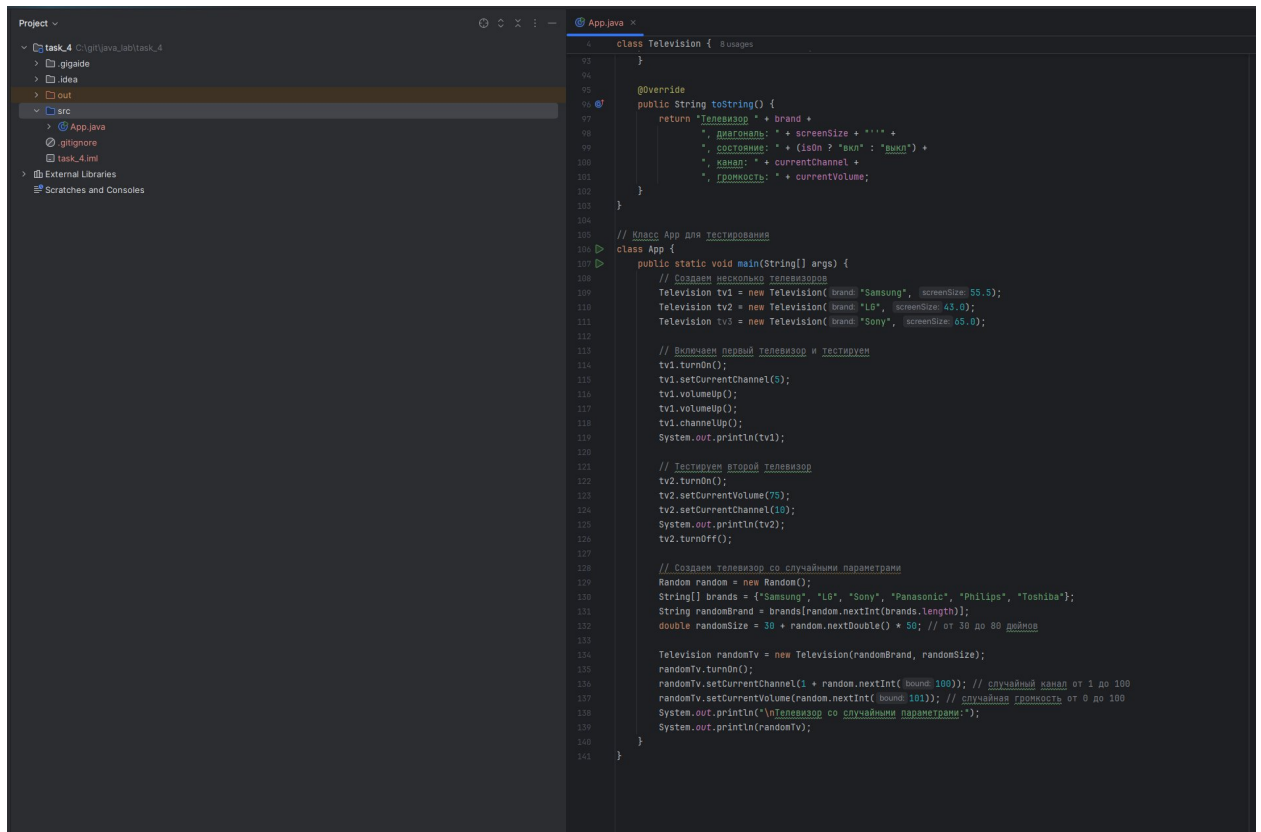 Project
task_4 C:\git\java_lab\task_4
.gigaide
.idea
out
src
App.java
.gitignore
task_4.iml
External Libraries
Scratches and Consoles
App.java ×
4 class Television { 8 usages
93 }
94
95 @Override
96 public String toString() {
97 return "Телевизор " + brand +
98 ", диагональ: " + screenSize + "''" +
99 ", состояние: " + (isOn ? "вкл" : "выкл") +
100 ", канал: " + currentChannel +
101 ", громкость: " + currentVolume;
102 }
103 }
104
105 // Класс App для тестирования
106 class App {
107 public static void main(String[] args) {
108 // Создаем несколько телевизоров
109 Television tv1 = new Television( brand: "Samsung", screenSize: 55.5);
110 Television tv2 = new Television( brand: "LG", screenSize: 43.0);
111 Television tv3 = new Television( brand: "Sony", screenSize: 65.0);
112
113 // Включаем первый телевизор и тестируем
114 tv1.turnOn();
115 tv1.setCurrentChannel(5);
116 tv1.volumeUp();
117 tv1.volumeUp();
118 tv1.channelUp();
119 System.out.println(tv1);
120
121 // Тестируем второй телевизор
122 tv2.turnOn();
123 tv2.setCurrentVolume(75);
124 tv2.setCurrentChannel(10);
125 System.out.println(tv2);
126 tv2.turnOff();
127
128 // Создаем телевизор со случайными параметрами
129 Random random = new Random();
130 String[] brands = {"Samsung", "LG", "Sony", "Panasonic", "Philips", "Toshiba"};
131 String randomBrand = brands[random.nextInt(brands.length)];
132 double randomSize = 30 + random.nextDouble() * 50; // от 30 до 80 дюймов
133
134 Television randomTv = new Television(randomBrand, randomSize);
135 randomTv.turnOn();
136 randomTv.setCurrentChannel(1 + random.nextInt( bound: 100)); // случайный канал от 1 до 100
137 randomTv.setCurrentVolume(random.nextInt( bound: 101)); // случайная громкость от 0 до 100
138 System.out.println("\nТелевизор со случайными параметрами:");
139 System.out.println(randomTv);
140 }
141 }